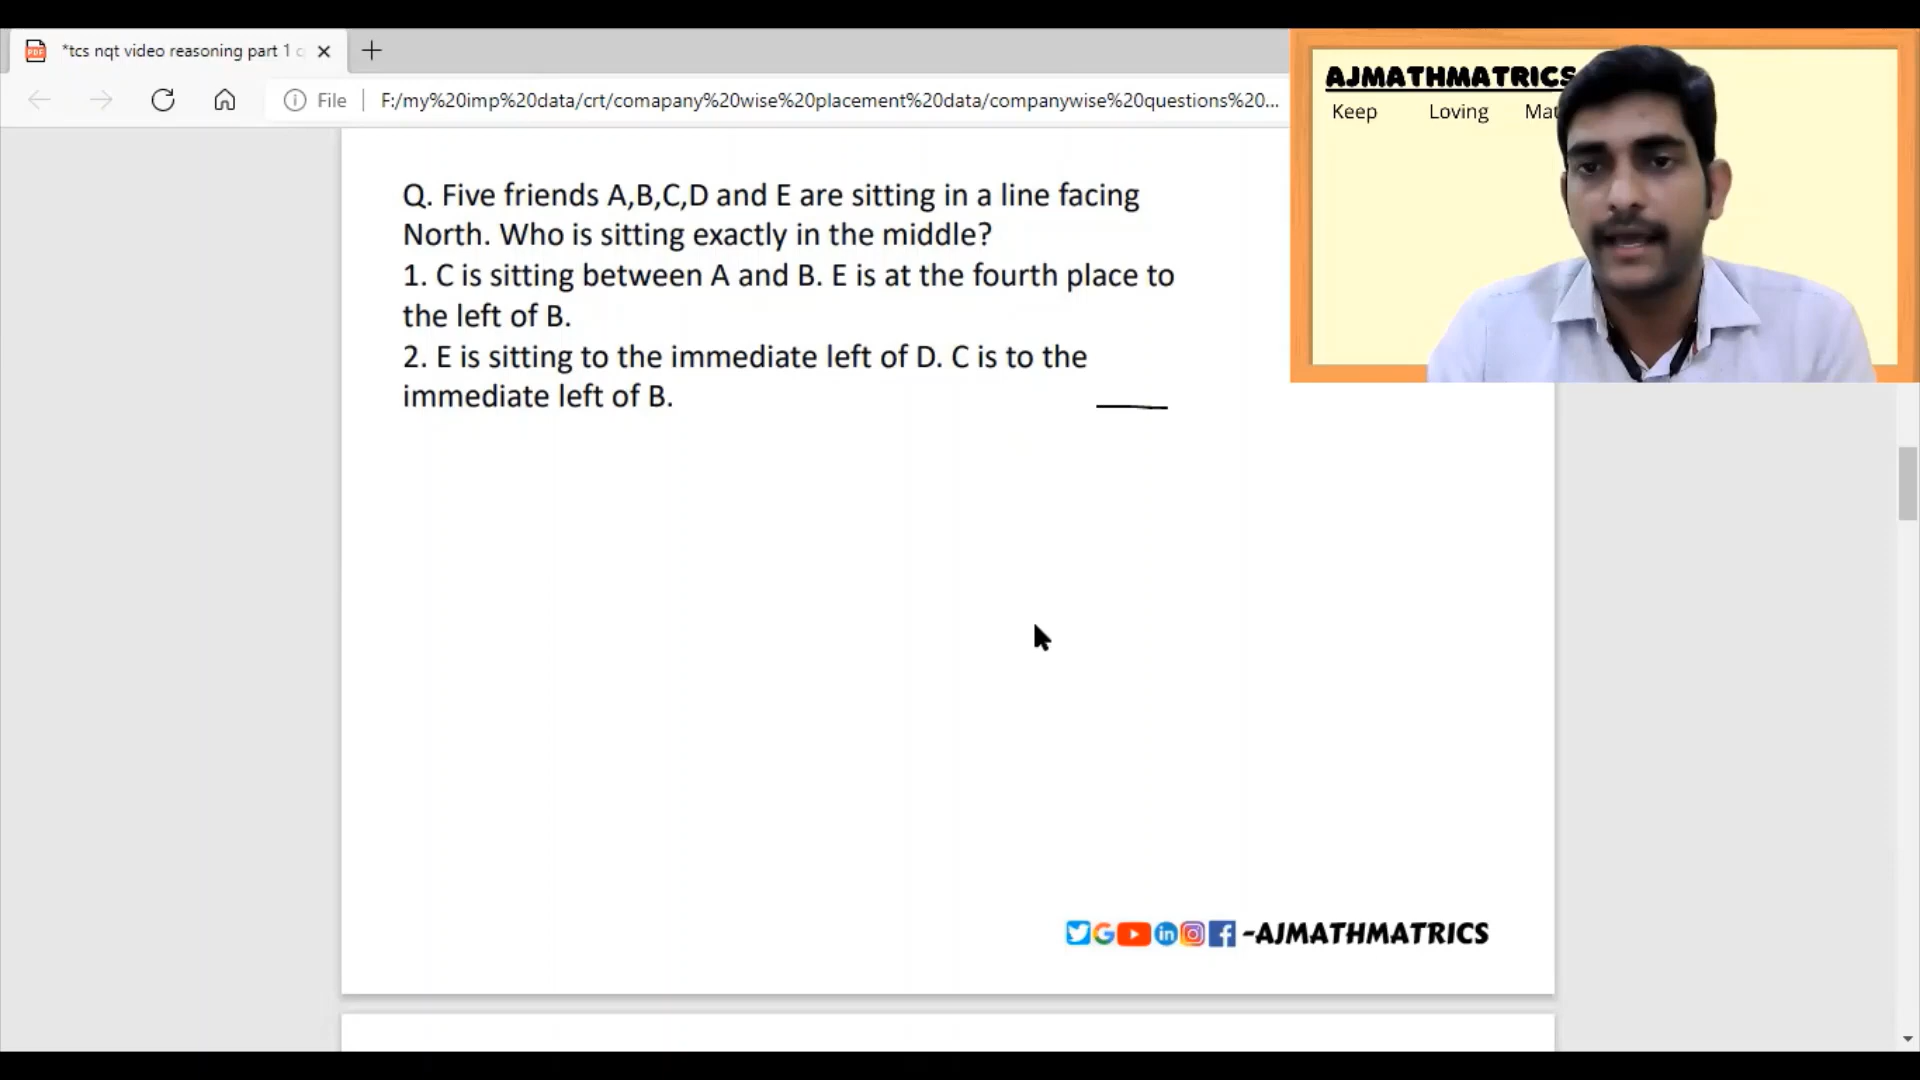 *tcs nqt video reasoning part 1 c
File F:/my%20imp%20data/crt/comapany%20wise%20placement%20data/companywise%20questions%20...
AJMATHMATRICS
Keep Loving Mat
Q. Five friends A,B,C,D and E are sitting in a line facing
North. Who is sitting exactly in the middle?
1. C is sitting between A and B. E is at the fourth place to
the left of B.
2. E is sitting to the immediate left of D. C is to the
immediate left of B.
-AJMATHMATRICS